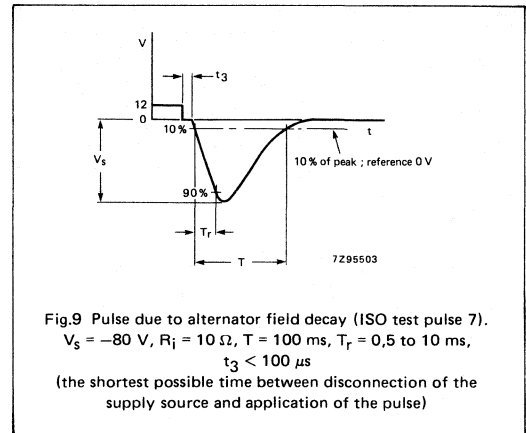 V
t3
12
0
10%
t
Vs
10% of peak ; reference 0 V
90%
Tr
T
7Z95503
Fig.9 Pulse due to alternator field decay (ISO test pulse 7).
Vs = −80 V, Ri = 10 Ω, T = 100 ms, Tr = 0,5 to 10 ms,
t3 < 100 μs
(the shortest possible time between disconnection of the
supply source and application of the pulse)